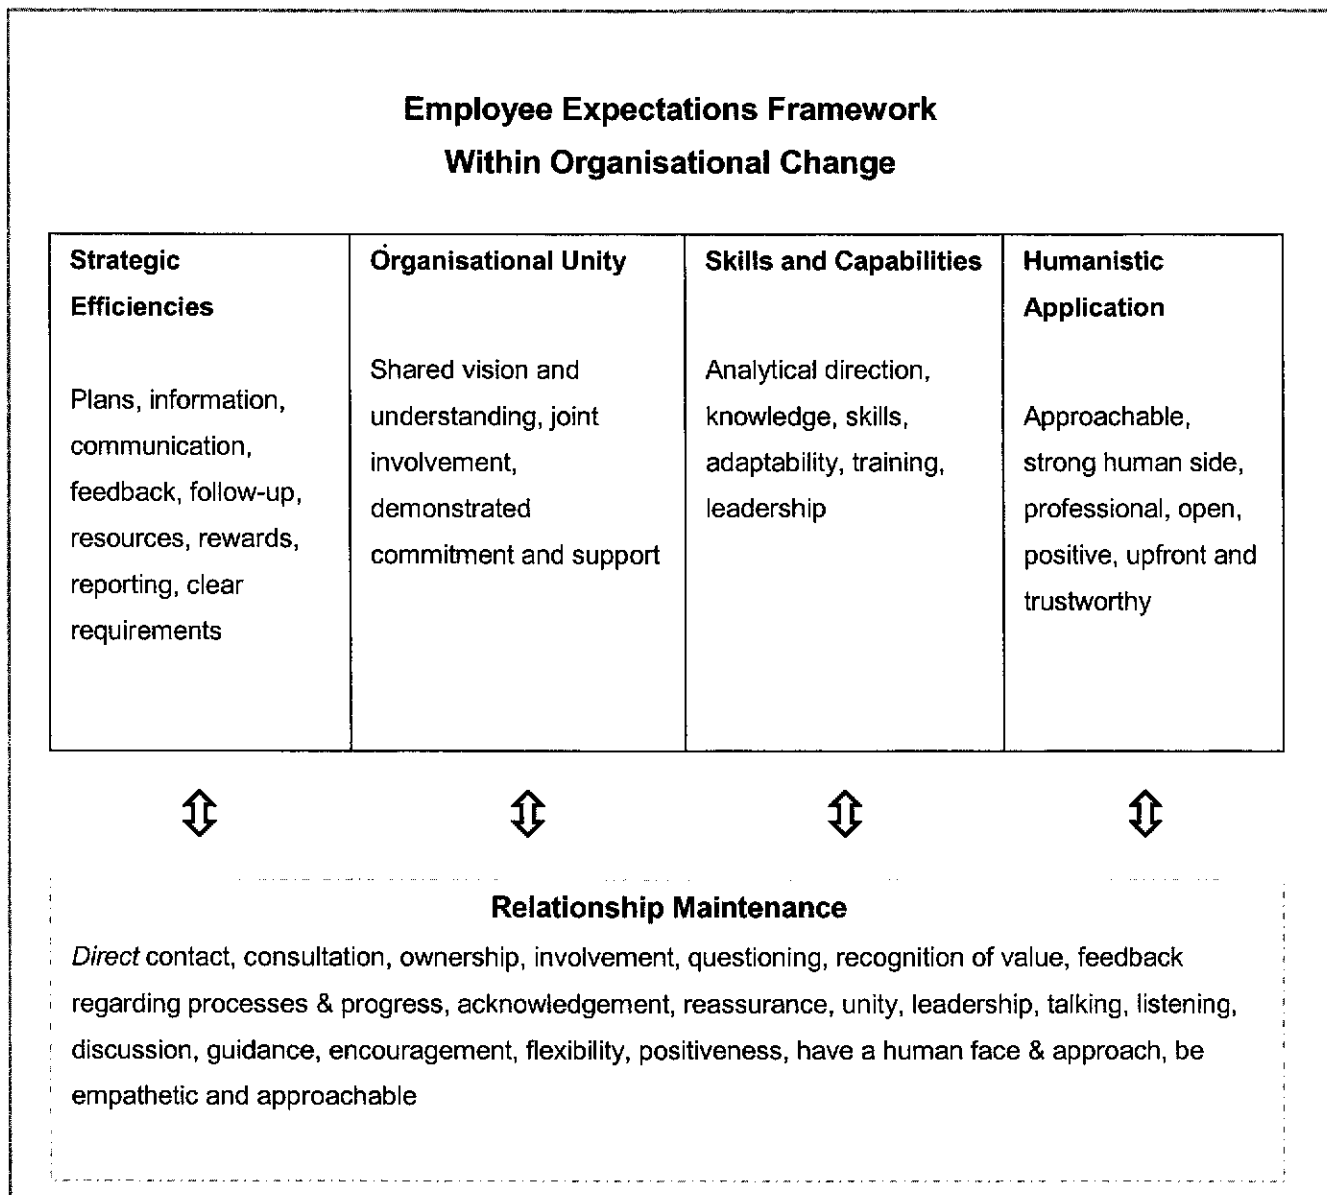 Employee Expectations Framework
Within Organisational Change
Strategic
Efficiencies
Plans, information,
communication,
feedback, follow-up,
resources, rewards,
reporting, clear
requirements
Organisational Unity
Shared vision and
understanding, joint
involvement,
demonstrated
commitment and support
Skills and Capabilities
Analytical direction,
knowledge, skills,
adaptability, training,
leadership
Humanistic
Application
Approachable,
strong human side,
professional, open,
positive, upfront and
trustworthy
Relationship Maintenance
Direct contact, consultation, ownership, involvement, questioning, recognition of value, feedback
regarding processes & progress, acknowledgement, reassurance, unity, leadership, talking, listening,
discussion, guidance, encouragement, flexibility, positiveness, have a human face & approach, be
empathetic and approachable